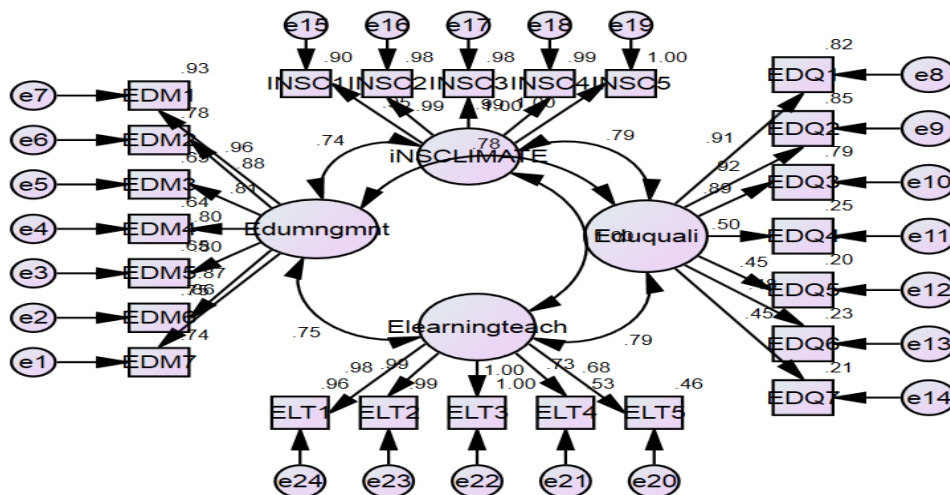 e15 e16 e17 e18 e19
.90 .98 .98 .99 1.00
INSC1 INSC2 INSC3 INSC4 INSC5
.99 .99 1.00 1.00
iNSCLIMATE
.74 .78 .79
e7 EDM1 .93
e6 EDM2 .78
e5 EDM3
e4 EDM4 .64
e3 EDM5
e2 EDM6
e1 EDM7 .74
.96
.88
.81
.80
.87
Edumngmnt
Eduquali
.82 EDQ1 e8
.85 EDQ2 e9
.79 EDQ3 e10
.25 EDQ4 e11
.20 EDQ5 e12
.23 EDQ6 e13
.21 EDQ7 e14
.91
.92
.89
.50
.45
.45
Elearningteach
.75 .79
.98 .99 1.00 .73 .68
.96 .99 1.00 .53 .46
ELT1 ELT2 ELT3 ELT4 ELT5
e24 e23 e22 e21 e20